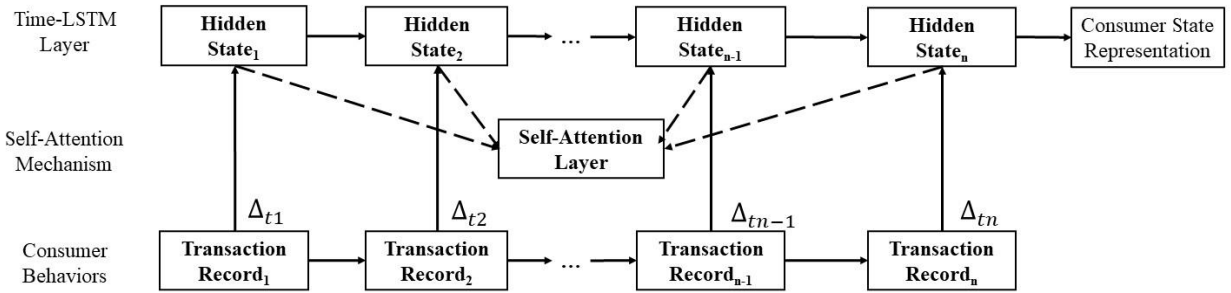 Time-LSTM
Layer
Hidden
State₁
Hidden
State₂
...
Hidden
Stateₙ₋₁
Hidden
Stateₙ
Consumer State
Representation
Self-Attention
Mechanism
Self-Attention
Layer
Δₜ₁
Δₜ₂
Δₜₙ₋₁
Δₜₙ
Consumer
Behaviors
Transaction
Record₁
Transaction
Record₂
...
Transaction
Recordₙ₋₁
Transaction
Recordₙ